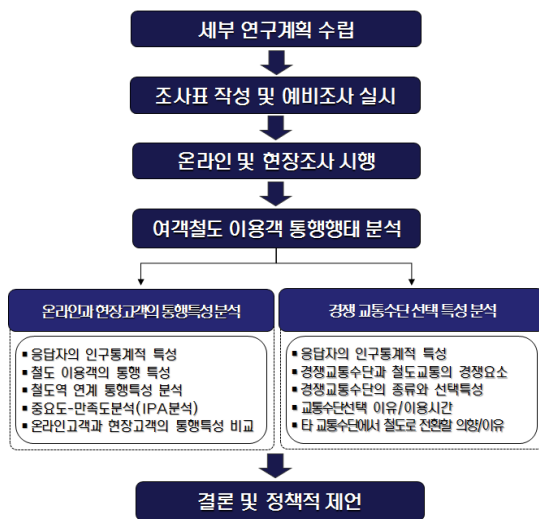 세부 연구계획 수립
조사표 작성 및 예비조사 실시
온라인 및 현장조사 시행
여객철도 이용객 통행행태 분석
온라인과 현장고객의 통행특성 분석
▪ 응답자의 인구통계적 특성
▪ 철도 이용객의 통행 특성
▪ 철도역 연계 통행특성 분석
▪ 중요도-만족도분석(IPA분석)
▪ 온라인고객과 현장고객의 통행특성 비교
경쟁 교통수단 선택 특성 분석
▪ 응답자의 인구통계적 특성
▪ 경쟁교통수단과 철도교통의 경쟁요소
▪ 경쟁교통수단의 종류와 선택특성
▪ 교통수단선택 이유/이용시간
▪ 타 교통수단에서 철도로 전환할 의향/이유
결론 및 정책적 제언